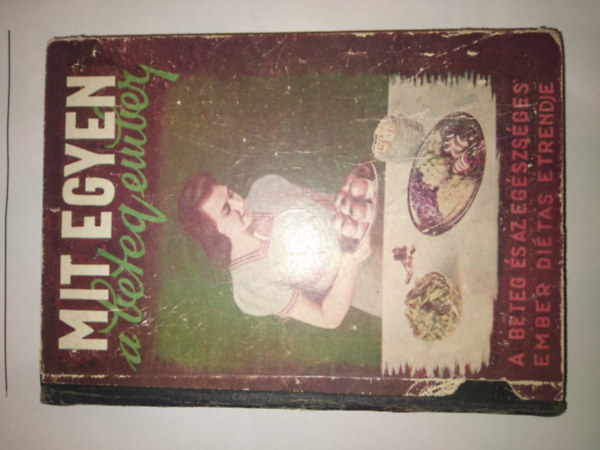 MIT EGYEN
a beteg ember
A BETEG ÉS AZ EGÉSZSÉGES
EMBER DIÉTÁS ÉTRENDJE